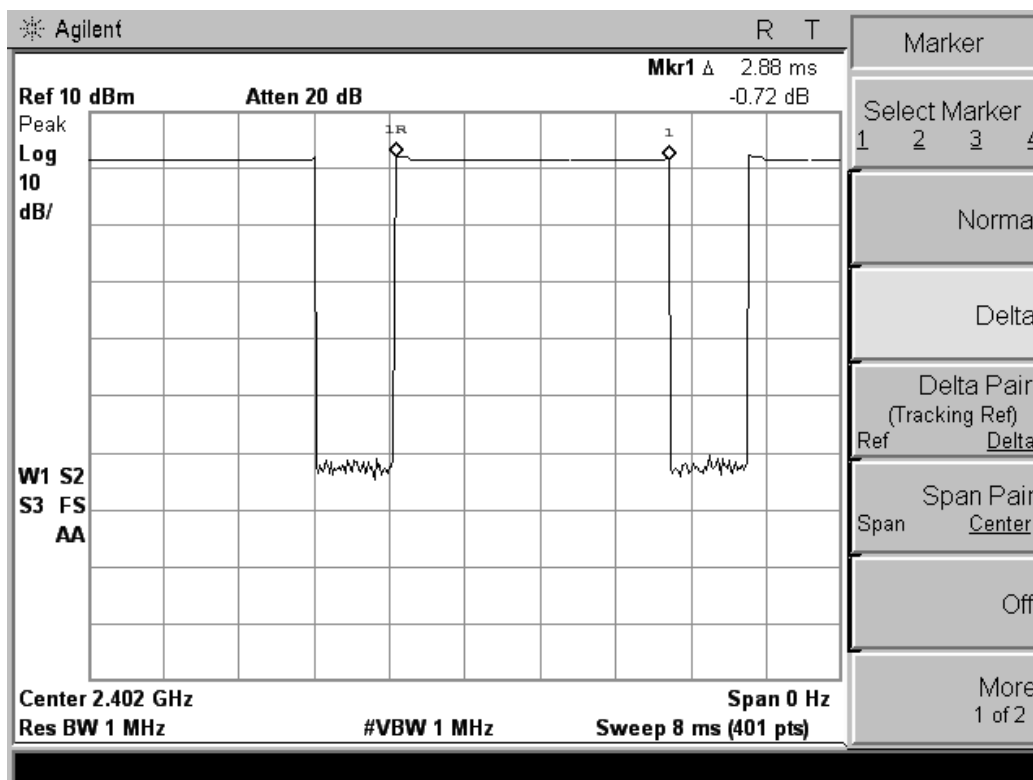 Agilent R T
Mkr1 Δ 2.88 ms
Ref 10 dBm Atten 20 dB -0.72 dB
Peak
Log
10
dB/
1R
1
W1 S2
S3 FS
AA
Center 2.402 GHz Span 0 Hz
Res BW 1 MHz #VBW 1 MHz Sweep 8 ms (401 pts)
Marker
Select Marker
1 2 3 4
Norma
Delta
Delta Pair
(Tracking Ref)
Ref Delta
Span Pair
Span Center
Off
More
1 of 2